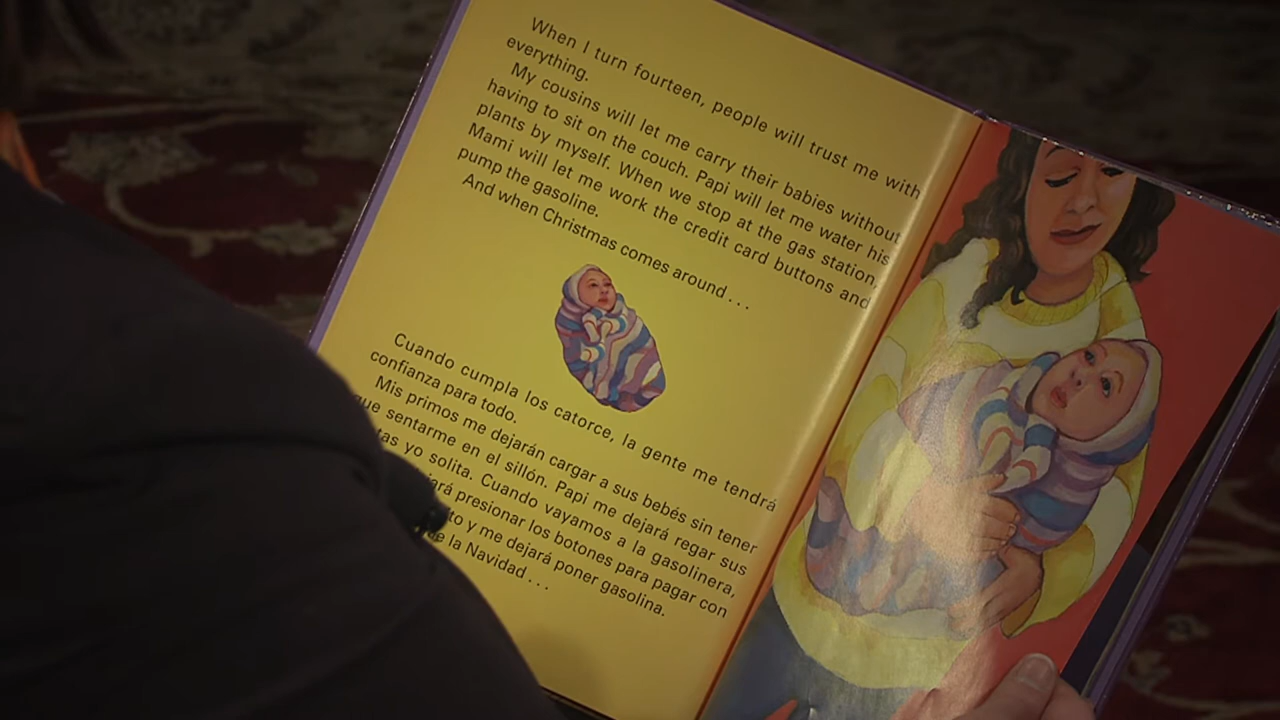 When I turn fourteen, people will trust me with
everything.
My cousins will let me carry their babies without
having to sit on the couch. Papi will let me water his
plants by myself. When we stop at the gas station,
Mami will let me work the credit card buttons and
pump the gasoline.
And when Christmas comes around . . .
Cuando cumpla los catorce, la gente me tendrá
confianza para todo.
Mis primos me dejarán cargar a sus bebés sin tener
que sentarme en el sillón. Papi me dejará regar sus
yo solita. Cuando vayamos a la gasolinera,
presionar los botones para pagar con
y me dejará poner gasolina.
la Navidad . . .